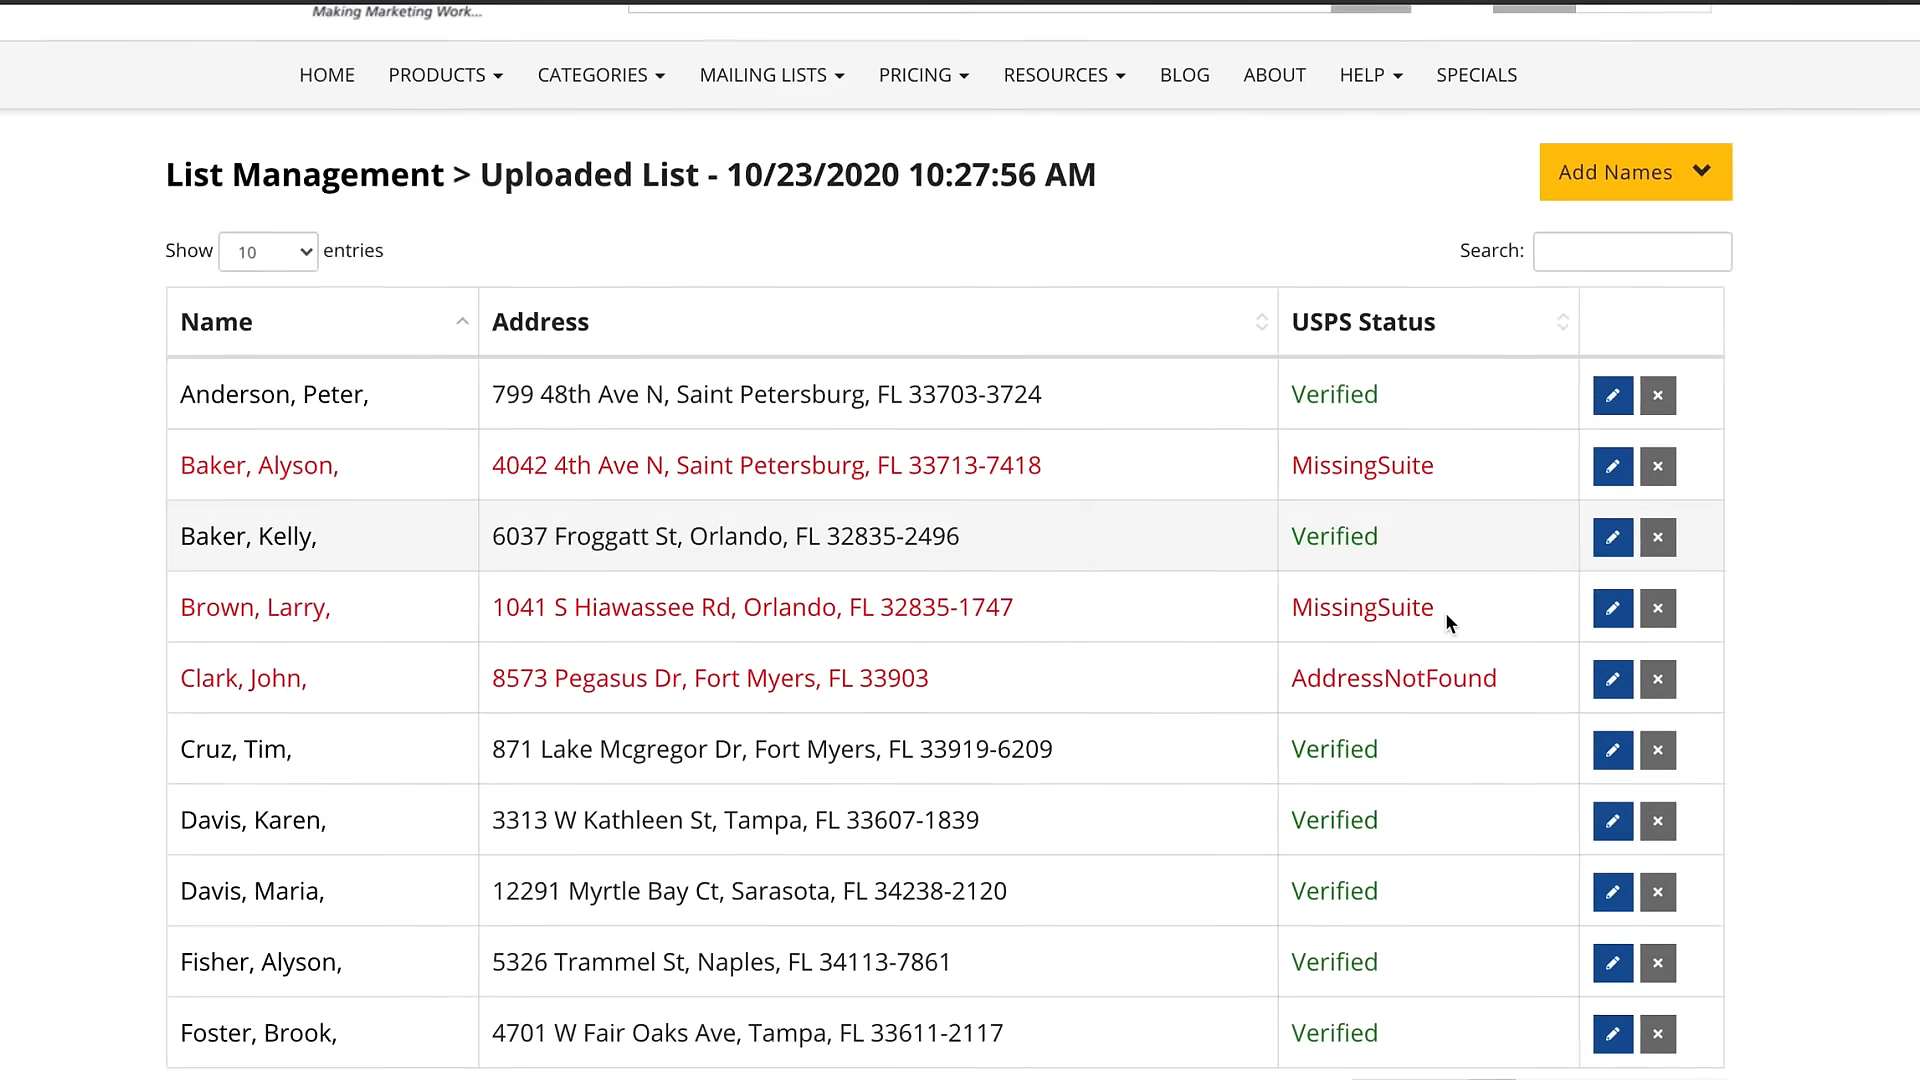 Making Marketing Work...
HOME PRODUCTS CATEGORIES MAILING LISTS PRICING RESOURCES BLOG ABOUT HELP SPECIALS
List Management > Uploaded List - 10/23/2020 10:27:56 AM
Add Names
Show 10 entries
Search:
Name Address USPS Status
Anderson, Peter, 799 48th Ave N, Saint Petersburg, FL 33703-3724 Verified
Baker, Alyson, 4042 4th Ave N, Saint Petersburg, FL 33713-7418 MissingSuite
Baker, Kelly, 6037 Froggatt St, Orlando, FL 32835-2496 Verified
Brown, Larry, 1041 S Hiawassee Rd, Orlando, FL 32835-1747 MissingSuite
Clark, John, 8573 Pegasus Dr, Fort Myers, FL 33903 AddressNotFound
Cruz, Tim, 871 Lake Mcgregor Dr, Fort Myers, FL 33919-6209 Verified
Davis, Karen, 3313 W Kathleen St, Tampa, FL 33607-1839 Verified
Davis, Maria, 12291 Myrtle Bay Ct, Sarasota, FL 34238-2120 Verified
Fisher, Alyson, 5326 Trammel St, Naples, FL 34113-7861 Verified
Foster, Brook, 4701 W Fair Oaks Ave, Tampa, FL 33611-2117 Verified